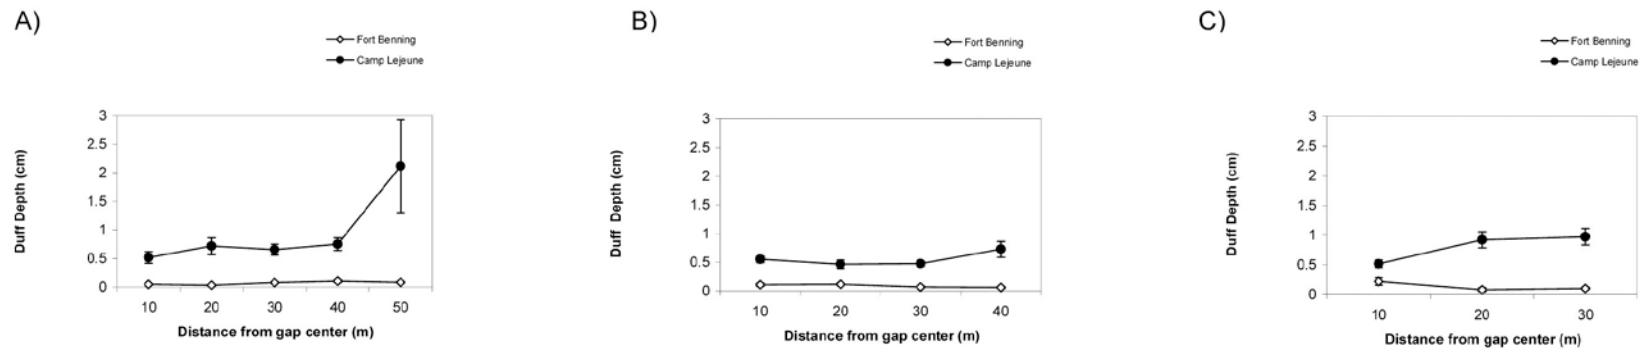 A)
Fort Benning
Camp Lejeune
Duff Depth (cm)
3
2.5
2
1.5
1
0.5
0
10 20 30 40 50
Distance from gap center (m)
B)
Fort Benning
Camp Lejeune
Duff Depth (cm)
3
2.5
2
1.5
1
0.5
0
10 20 30 40
Distance from gap center (m)
C)
Fort Benning
Camp Lejeune
Duff Depth (cm)
3
2.5
2
1.5
1
0.5
0
10 20 30
Distance from gap center (m)